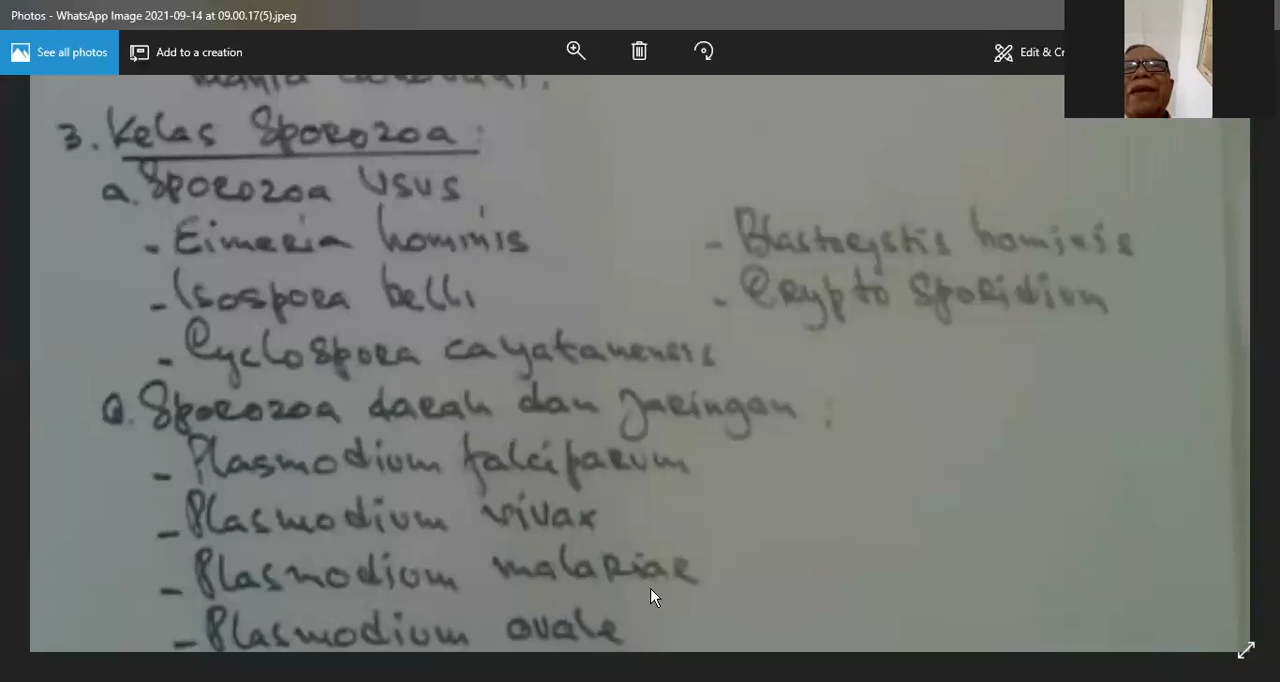 Photos - WhatsApp Image 2021-09-14 at 09.00.17(5).jpeg
See all photos
Add to a creation
Edit & Cr
3. Kelas Sporozoa :
a. Sporozoa Usus
- Eimeria hominis
- Isospora belli
- Cyclospora cayatanensis
- Blastocystis hominis
- Crypto Sporidium
Sporozoa darah dan Jaringan :
- Plasmodium falciparum
- Plasmodium vivax
- Plasmodium malariae
- Plasmodium ovale